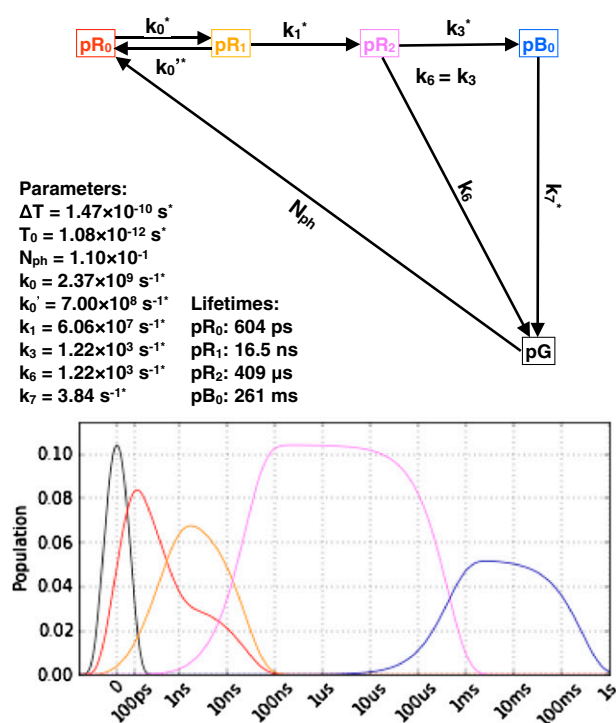 k₀*
k₁*
k₃*
pR₀
pR₁
pR₂
pB₀
k₀'*
k₆ = k₃
k₆
k₇*
Nₚₕ
pG
Parameters:
ΔT = 1.47×10⁻¹⁰ s*
T₀ = 1.08×10⁻¹² s*
Nₚₕ = 1.10×10⁻¹
k₀ = 2.37×10⁹ s⁻¹*
k₀' = 7.00×10⁸ s⁻¹*
k₁ = 6.06×10⁷ s⁻¹*
k₃ = 1.22×10³ s⁻¹*
k₆ = 1.22×10³ s⁻¹*
k₇ = 3.84 s⁻¹*
Lifetimes:
pR₀: 604 ps
pR₁: 16.5 ns
pR₂: 409 µs
pB₀: 261 ms
Population
0.10
0.08
0.06
0.04
0.02
0.00
0
100ps
1ns
10ns
100ns
1us
10us
100us
1ms
10ms
100ms
1s